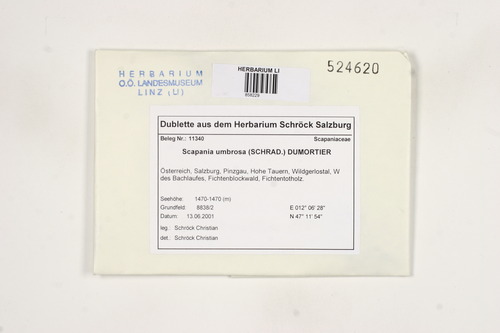 HERBARIUM
O.Ö. LANDESMUSEUM
LINZ (LI)
HERBARIUM LI
524620
Dublette aus dem Herbarium Schröck Salzburg
Beleg Nr.: 11340 Scapaniaceae
Scapania umbrosa (SCHRAD.) DUMORTIER
Österreich, Salzburg, Pinzgau, Hohe Tauern, Wildgerlostal, W
des Bachlaufes, Fichtenblockwald, Fichtentotholz.
Seehöhe: 1470-1470 (m)
Grundfeld: 8838/2 E 012° 06' 28"
Datum: 13.06.2001 N 47° 11' 54"
leg.: Schröck Christian
det.: Schröck Christian